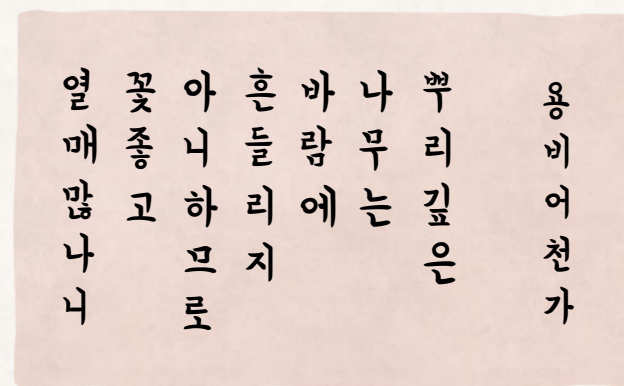 용비어천가
뿌리깊은
나무는
바람에
흔들리지
아니하므로
꽃좋고
열매많나니